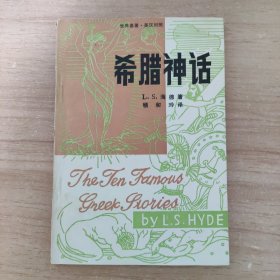 世界名著·英汉对照
希腊神话
L.S.海德著
杨和玲译
The Ten Famous
Greek Stories
by L.S. HYDE